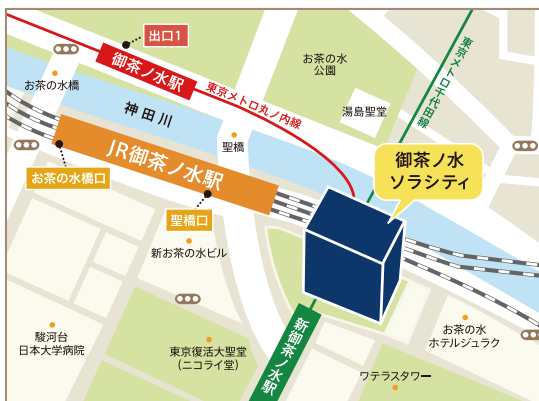 出口1
御茶ノ水駅
お茶の水橋
東京メトロ丸ノ内線
お茶の水
公園
東京メトロ千代田線
湯島聖堂
神田川
聖橋
JR御茶ノ水駅
御茶ノ水
ソラシティ
お茶の水橋口
聖橋口
新お茶の水ビル
新御茶ノ水駅
駿河台
日本大学病院
東京復活大聖堂
(ニコライ堂)
お茶の水
ホテルジュラク
ワテラスタワー